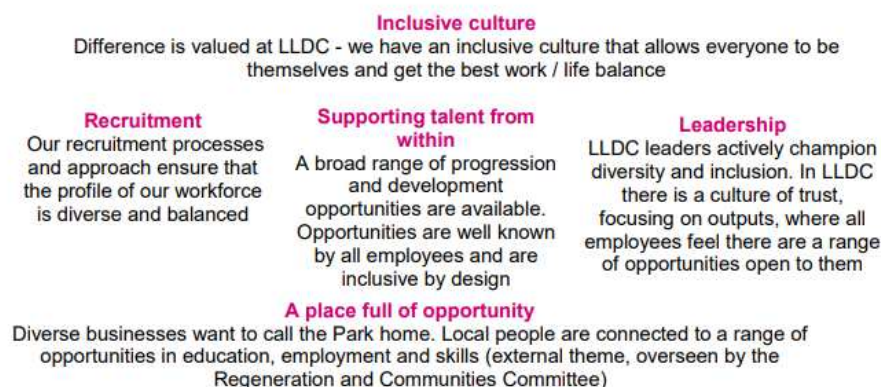 Inclusive culture
Difference is valued at LLDC - we have an inclusive culture that allows everyone to be
themselves and get the best work / life balance
Recruitment
Our recruitment processes
and approach ensure that
the profile of our workforce
is diverse and balanced
Supporting talent from
within
A broad range of progression
and development
opportunities are available.
Opportunities are well known
by all employees and are
inclusive by design
Leadership
LLDC leaders actively champion
diversity and inclusion. In LLDC
there is a culture of trust,
focusing on outputs, where all
employees feel there are a range
of opportunities open to them
A place full of opportunity
Diverse businesses want to call the Park home. Local people are connected to a range of
opportunities in education, employment and skills (external theme, overseen by the
Regeneration and Communities Committee)